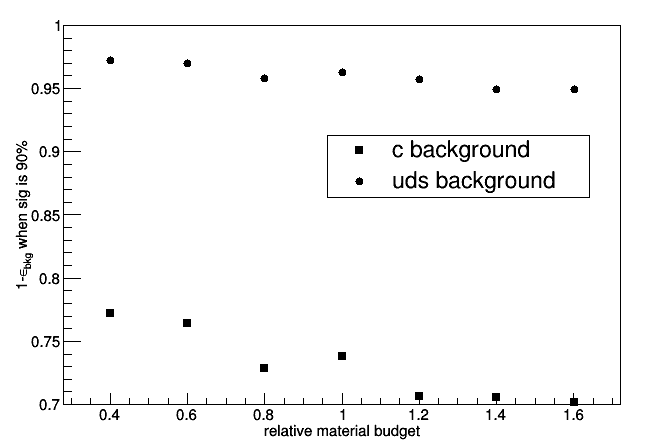 1
0.95
0.9
0.85
0.8
0.75
0.7
1-ϵbkg when sig is 90%
c background
uds background
0.4 0.6 0.8 1 1.2 1.4 1.6
relative material budget